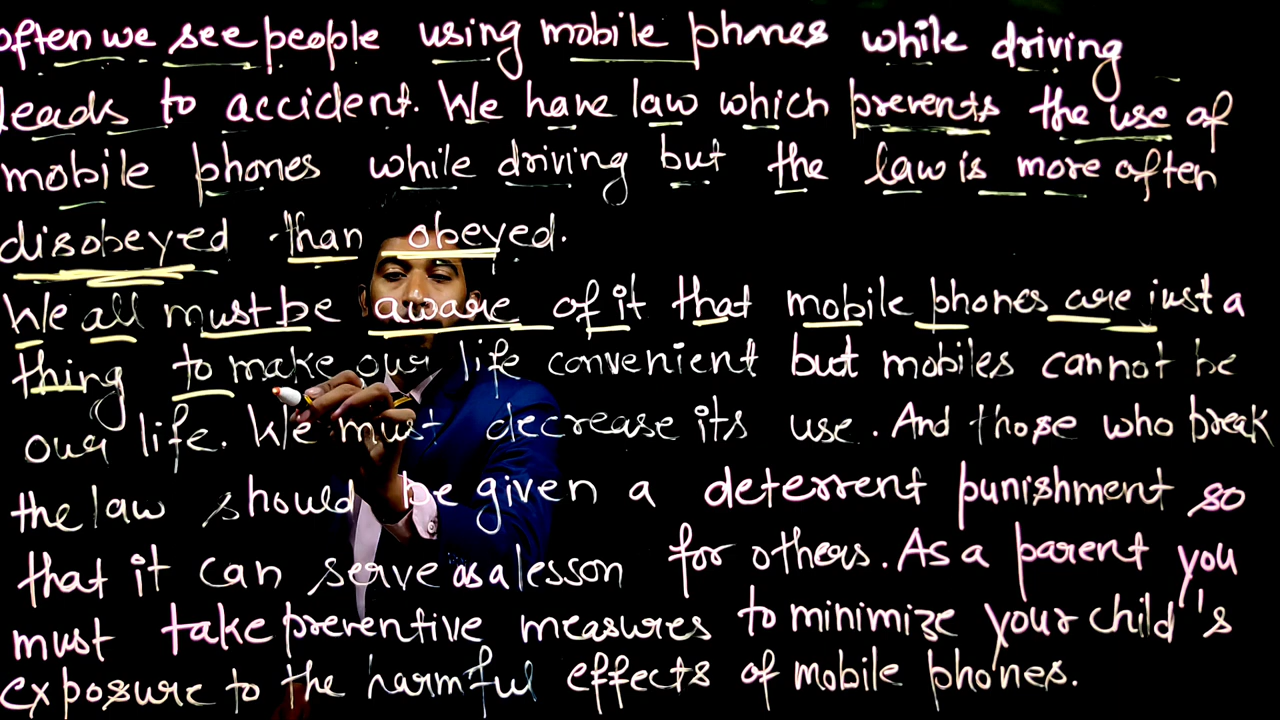 often we see people using mobile phones while driving
leads to accident. We have law which prevents the use of
mobile phones while driving but the law is more often
disobeyed than obeyed.
We all must be aware of it that mobile phones are just a
thing to make our life convenient but mobiles cannot be
our life. We must decrease its use. And those who break
the law should be given a deterrent punishment so
that it can serve as a lesson for others. As a parent you
must take preventive measures to minimize your child's
exposure to the harmful effects of mobile phones.